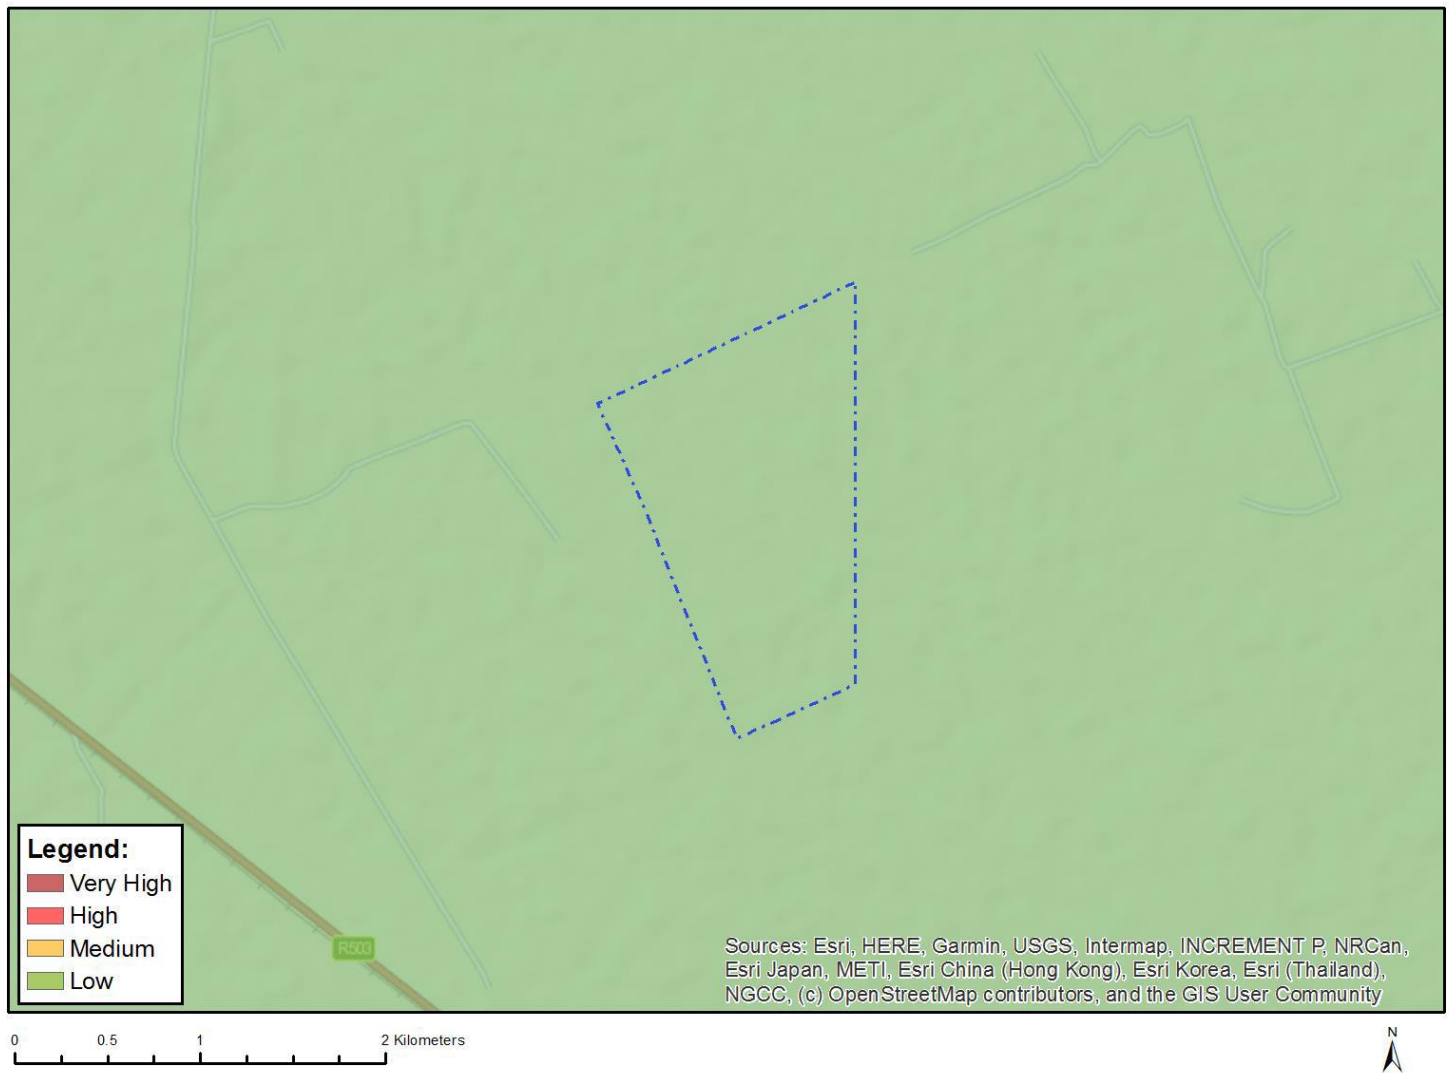 Legend:
Very High
High
Medium
Low
R503
Sources: Esri, HERE, Garmin, USGS, Intermap, INCREMENT P, NRCan,
Esri Japan, METI, Esri China (Hong Kong), Esri Korea, Esri (Thailand),
NGCC, (c) OpenStreetMap contributors, and the GIS User Community
0 0.5 1 2 Kilometers
N